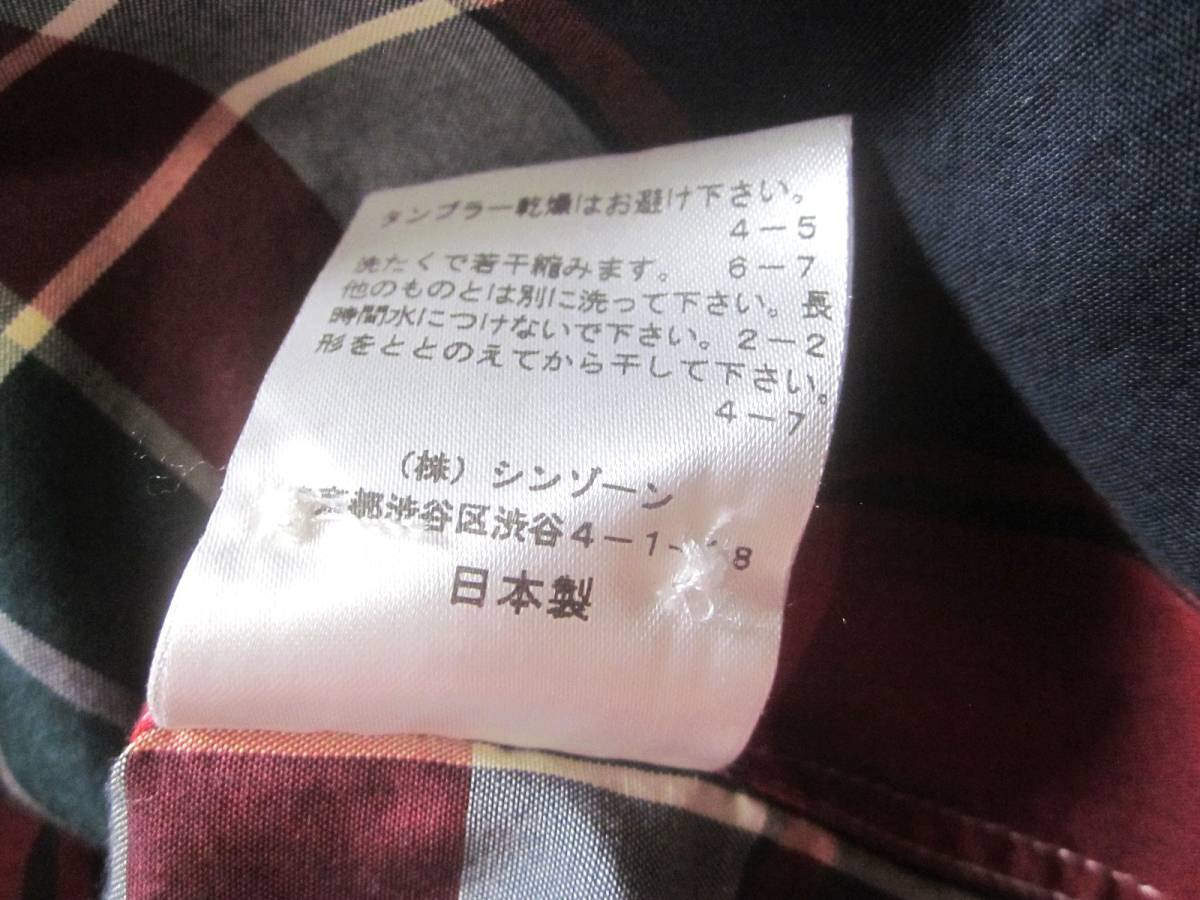 タンブラー乾燥はお避け下さい。
4－5
洗たくで若干縮みます。 6－7
他のものとは別に洗って下さい。長
時間水につけないで下さい。2－2
形をととのえてから干して下さい。
4－7
（株）シンゾーン
京都渋谷区渋谷4－1－
日本製